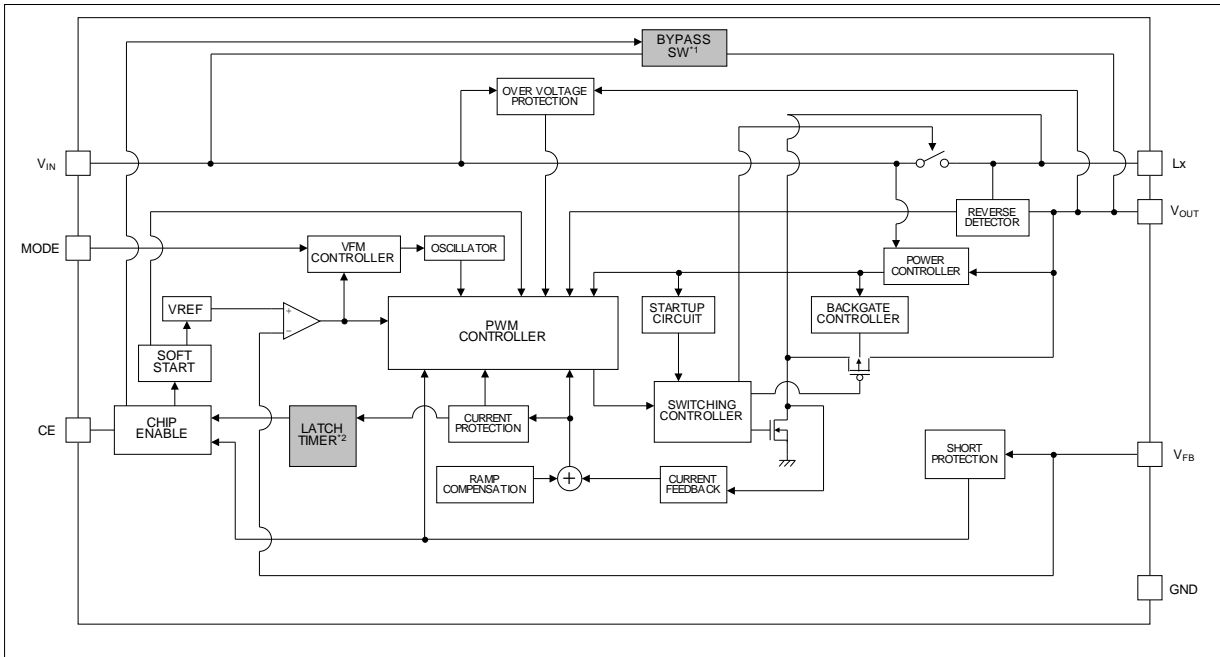 BYPASS
SW*1
OVER VOLTAGE
PROTECTION
VIN
Lx
REVERSE
DETECTOR
VOUT
MODE
VFM
CONTROLLER
OSCILLATOR
POWER
CONTROLLER
VREF
+
−
PWM
CONTROLLER
STARTUP
CIRCUIT
BACKGATE
CONTROLLER
SOFT
START
CE
CHIP
ENABLE
LATCH
TIMER*2
CURRENT
PROTECTION
SWITCHING
CONTROLLER
SHORT
PROTECTION
VFB
RAMP
COMPENSATION
+
CURRENT
FEEDBACK
GND